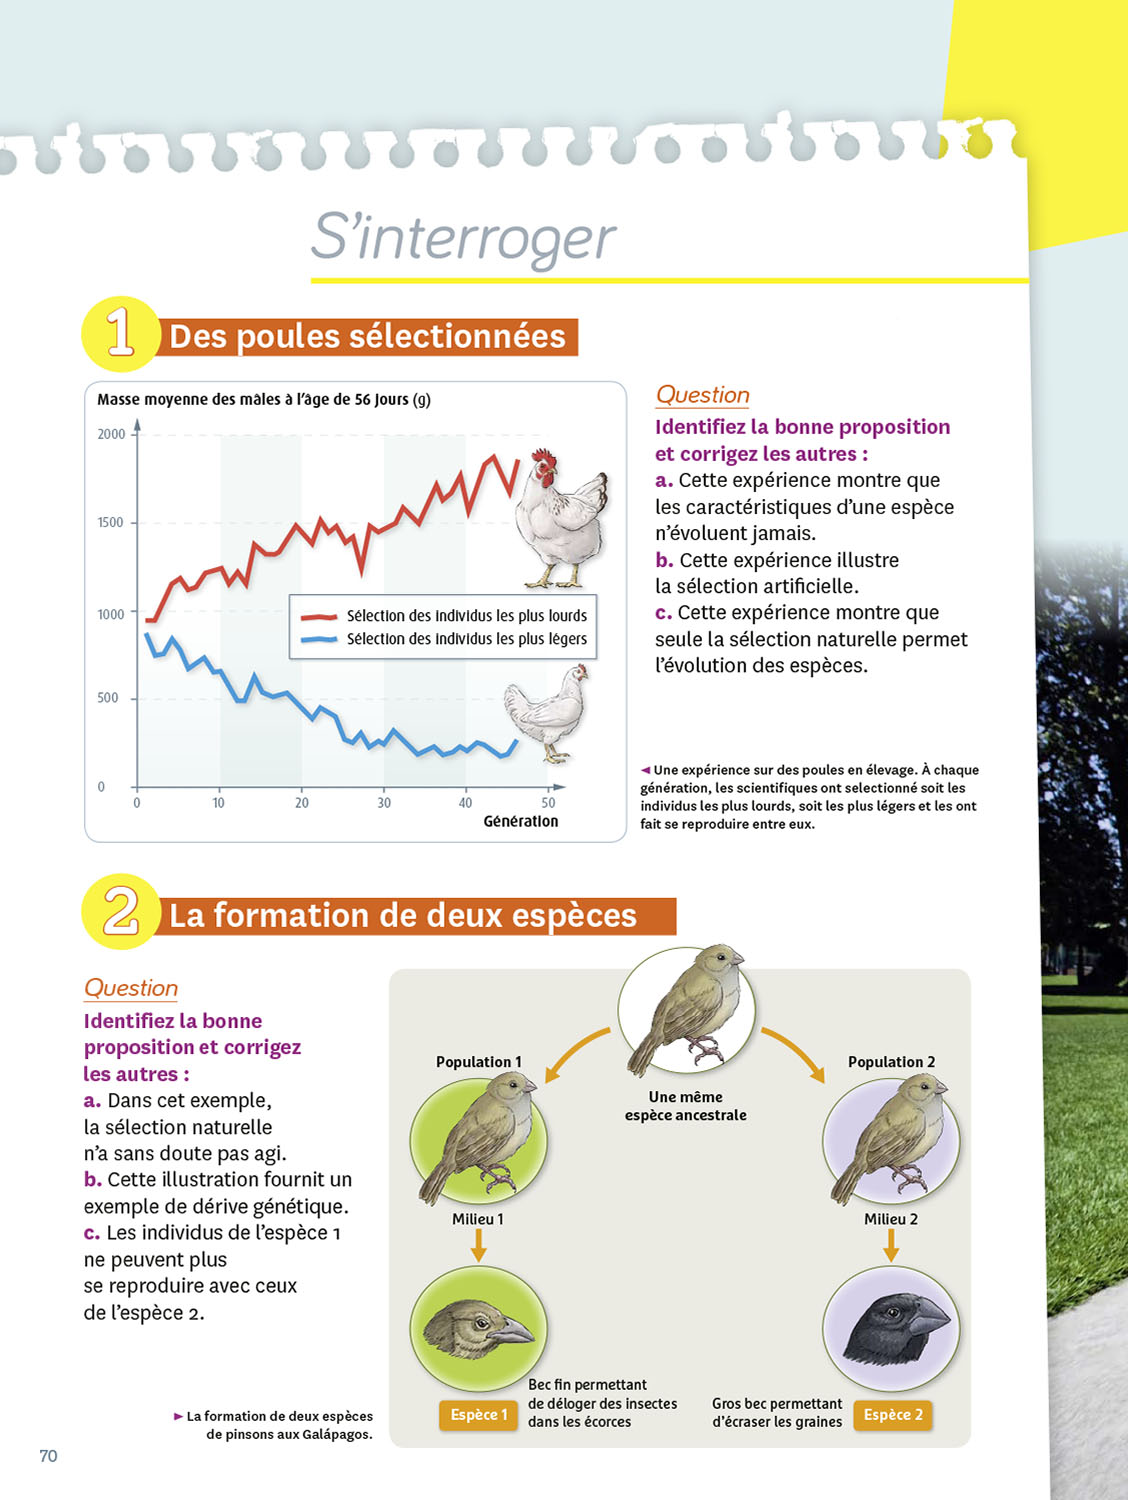 S'interroger
1 Des poules sélectionnées
Masse moyenne des mâles à l'âge de 56 jours (g)
2000
1500
1000
500
0
0 10 20 30 40 50
Génération
Sélection des individus les plus lourds
Sélection des individus les plus légers
Question
Identifiez la bonne proposition
et corrigez les autres :
a. Cette expérience montre que
les caractéristiques d'une espèce
n'évoluent jamais.
b. Cette expérience illustre
la sélection artificielle.
c. Cette expérience montre que
seule la sélection naturelle permet
l'évolution des espèces.
◄ Une expérience sur des poules en élevage. À chaque
génération, les scientifiques ont selectionné soit les
individus les plus lourds, soit les plus légers et les ont
fait se reproduire entre eux.
2 La formation de deux espèces
Question
Identifiez la bonne
proposition et corrigez
les autres :
a. Dans cet exemple,
la sélection naturelle
n'a sans doute pas agi.
b. Cette illustration fournit un
exemple de dérive génétique.
c. Les individus de l'espèce 1
ne peuvent plus
se reproduire avec ceux
de l'espèce 2.
► La formation de deux espèces
de pinsons aux Galápagos.
Une même
espèce ancestrale
Population 1
Population 2
Milieu 1
Milieu 2
Bec fin permettant
de déloger des insectes
dans les écorces
Espèce 1
Gros bec permettant
d'écraser les graines
Espèce 2
70